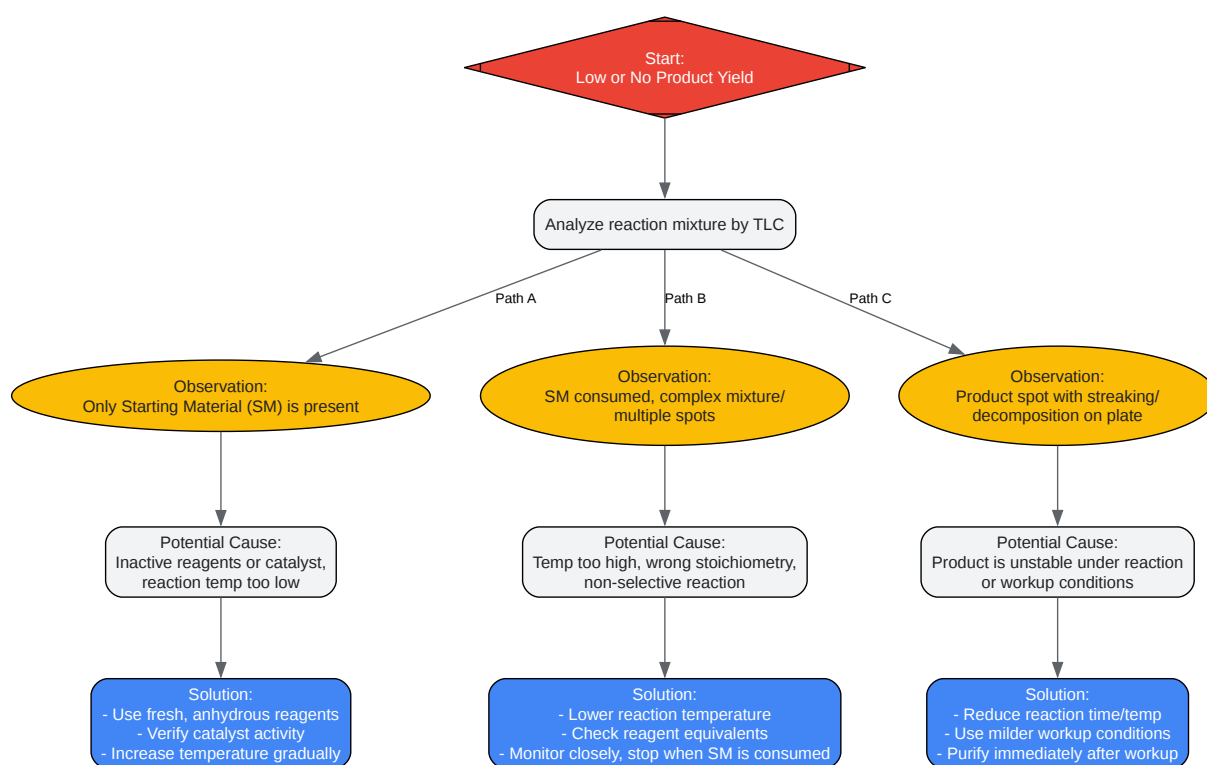 Start:
Low or No Product Yield
Analyze reaction mixture by TLC
Path A
Path B
Path C
Observation:
Only Starting Material (SM) is present
Observation:
SM consumed, complex mixture/
multiple spots
Observation:
Product spot with streaking/
decomposition on plate
Potential Cause:
Inactive reagents or catalyst,
reaction temp too low
Potential Cause:
Temp too high, wrong stoichiometry,
non-selective reaction
Potential Cause:
Product is unstable under reaction
or workup conditions
Solution:
- Use fresh, anhydrous reagents
- Verify catalyst activity
- Increase temperature gradually
Solution:
- Lower reaction temperature
- Check reagent equivalents
- Monitor closely, stop when SM is consumed
Solution:
- Reduce reaction time/temp
- Use milder workup conditions
- Purify immediately after workup